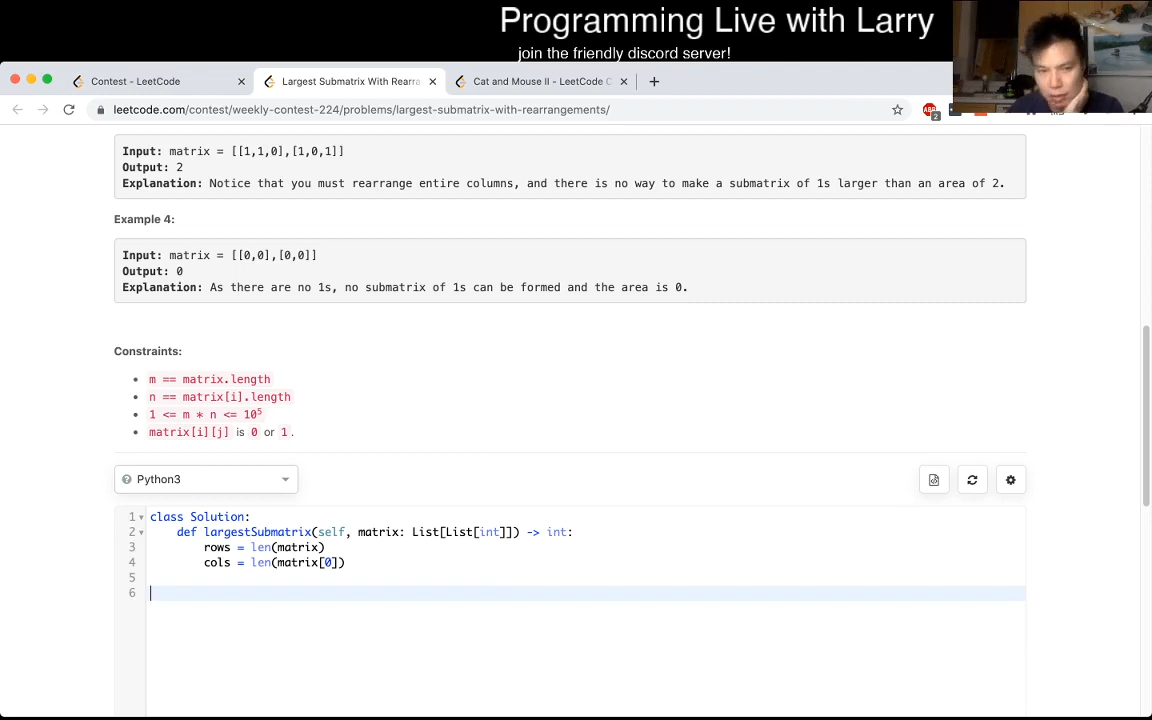 Programming Live with Larry
join the friendly discord server!
Contest - LeetCode
Largest Submatrix With Rearra
Cat and Mouse II - LeetCode C
leetcode.com/contest/weekly-contest-224/problems/largest-submatrix-with-rearrangements/
ABP
2
Input: matrix = [[1,1,0],[1,0,1]]
Output: 2
Explanation: Notice that you must rearrange entire columns, and there is no way to make a submatrix of 1s larger than an area of 2.
Example 4:
Input: matrix = [[0,0],[0,0]]
Output: 0
Explanation: As there are no 1s, no submatrix of 1s can be formed and the area is 0.
Constraints:
m == matrix.length
n == matrix[i].length
1 <= m * n <= 10⁵
matrix[i][j] is 0 or 1.
Python3
1 class Solution:
2 def largestSubmatrix(self, matrix: List[List[int]]) -> int:
3 rows = len(matrix)
4 cols = len(matrix[0])
5
6